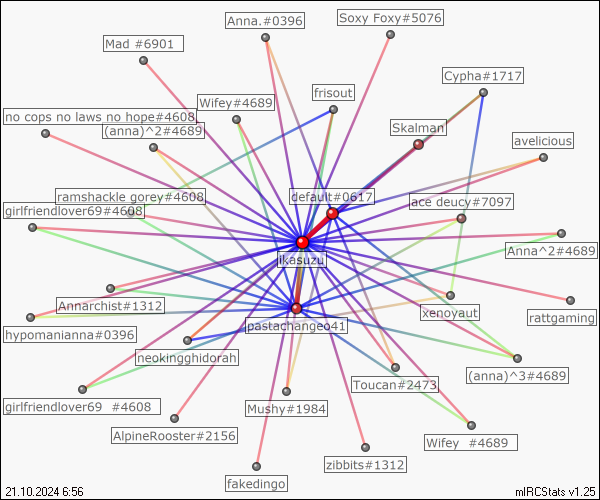 Soxy Foxy#5076
Anna.#0396
Mad #6901
Cypha#1717
frisout
Wifey#4689
no cops no laws no hope#4608
(anna)^2#4689
Skalman
avelicious
ramshackle gorey#4608
default#0617
ace deucy#7097
girlfriendlover69#4608
Anna^2#4689
ikasuzu
Annarchist#1312
xenoyaut
rattgaming
pastachangeo41
hypomanianna#0396
neokingghidorah
Toucan#2473
(anna)^3#4689
girlfriendlover69 #4608
Mushy#1984
AlpineRooster#2156
Wifey #4689
zibbits#1312
fakedingo
21.10.2024 6:56
mIRCStats v1.25